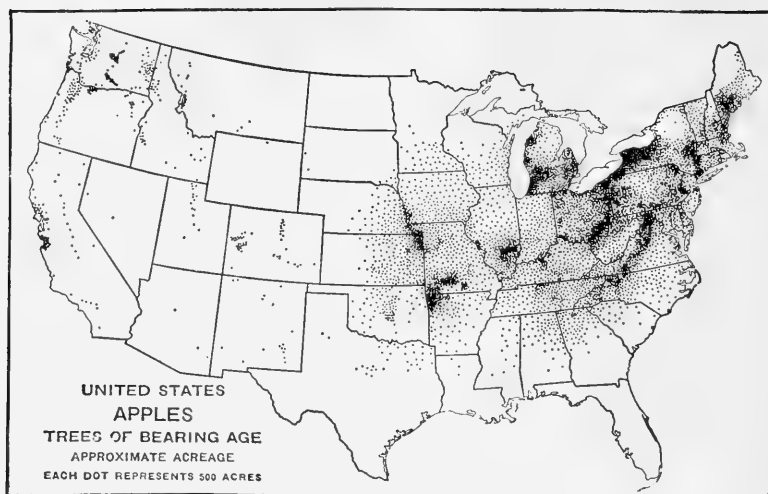 UNITED STATES
APPLES
TREES OF BEARING AGE
APPROXIMATE ACREAGE
EACH DOT REPRESENTS 500 ACRES